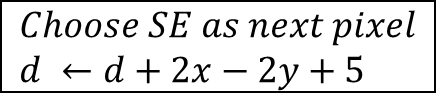 Choose SE as next pixel
d ← d + 2x − 2y + 5